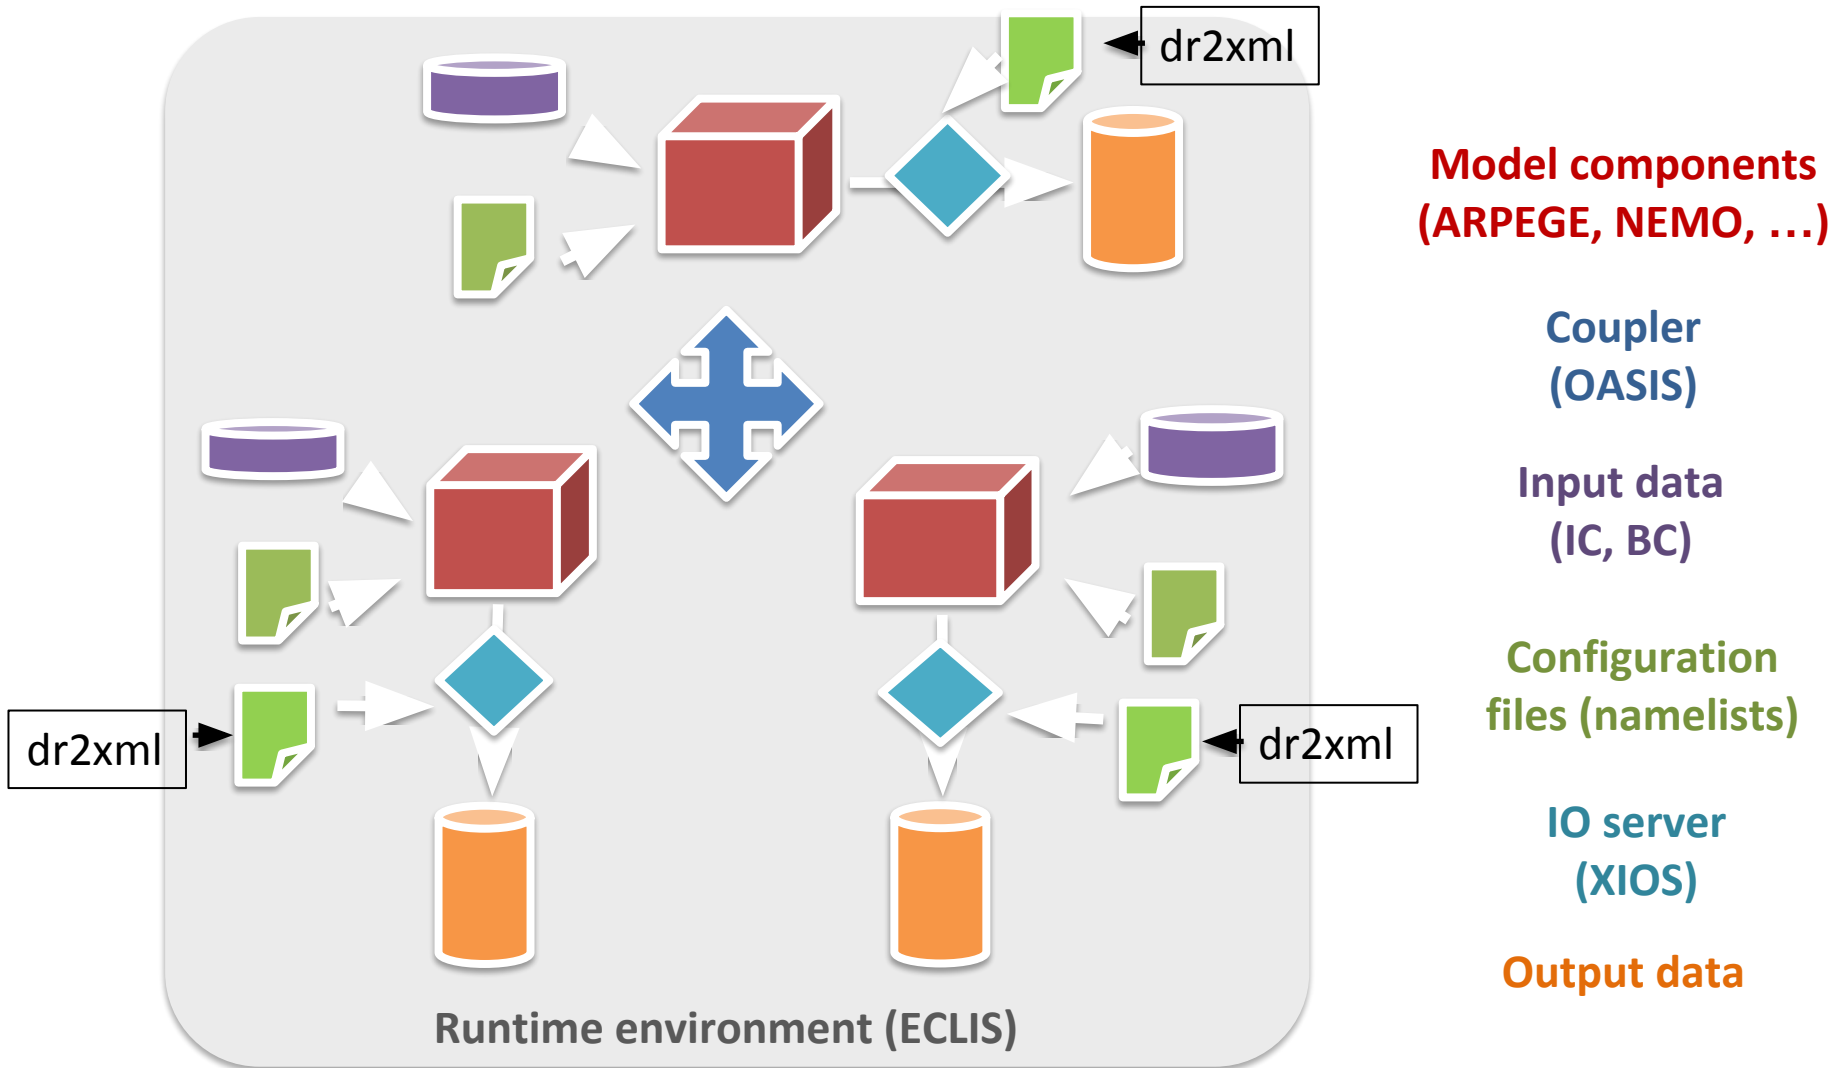 dr2xml
Model components
(ARPEGE, NEMO, …)
Coupler
(OASIS)
Input data
(IC, BC)
Configuration
files (namelists)
dr2xml
dr2xml
IO server
(XIOS)
Output data
Runtime environment (ECLIS)